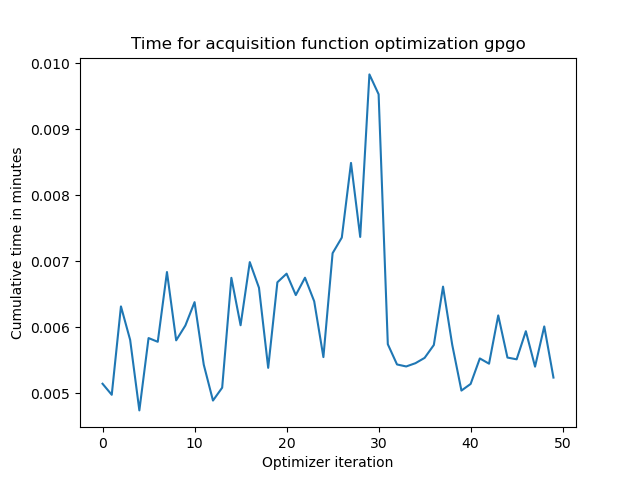 Time for acquisition function optimization gpgo
Cumulative time in minutes
0.010
0.009
0.008
0.007
0.006
0.005
0 10 20 30 40 50
Optimizer iteration